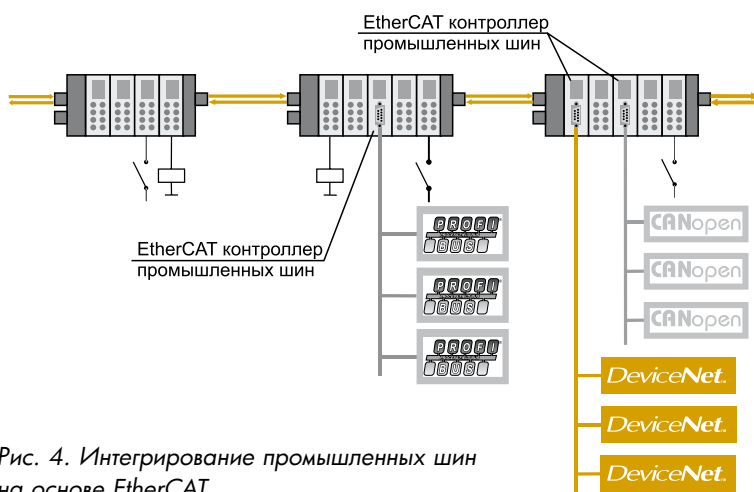 EtherCAT контроллер
промышленных шин
EtherCAT контроллер
промышленных шин
PROFI
BUS
PROFI
BUS
PROFI
BUS
CANopen
CANopen
CANopen
DeviceNet.
DeviceNet.
DeviceNet.
Рис. 4. Интегрирование промышленных шин
на основе EtherCAT